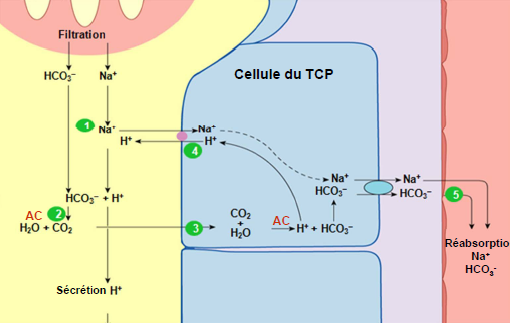 Filtration
HCO₃⁻ Na⁺
Cellule du TCP
1 Na⁺ Na⁺
H⁺ H⁺
4
Na⁺ Na⁺
HCO₃⁻ HCO₃⁻
5
HCO₃⁻ + H⁺
AC 2
H₂O + CO₂
3
CO₂
+
H₂O
AC
H⁺ + HCO₃⁻
Réabsorptio
Na⁺
HCO₃⁻
Sécrétion H⁺